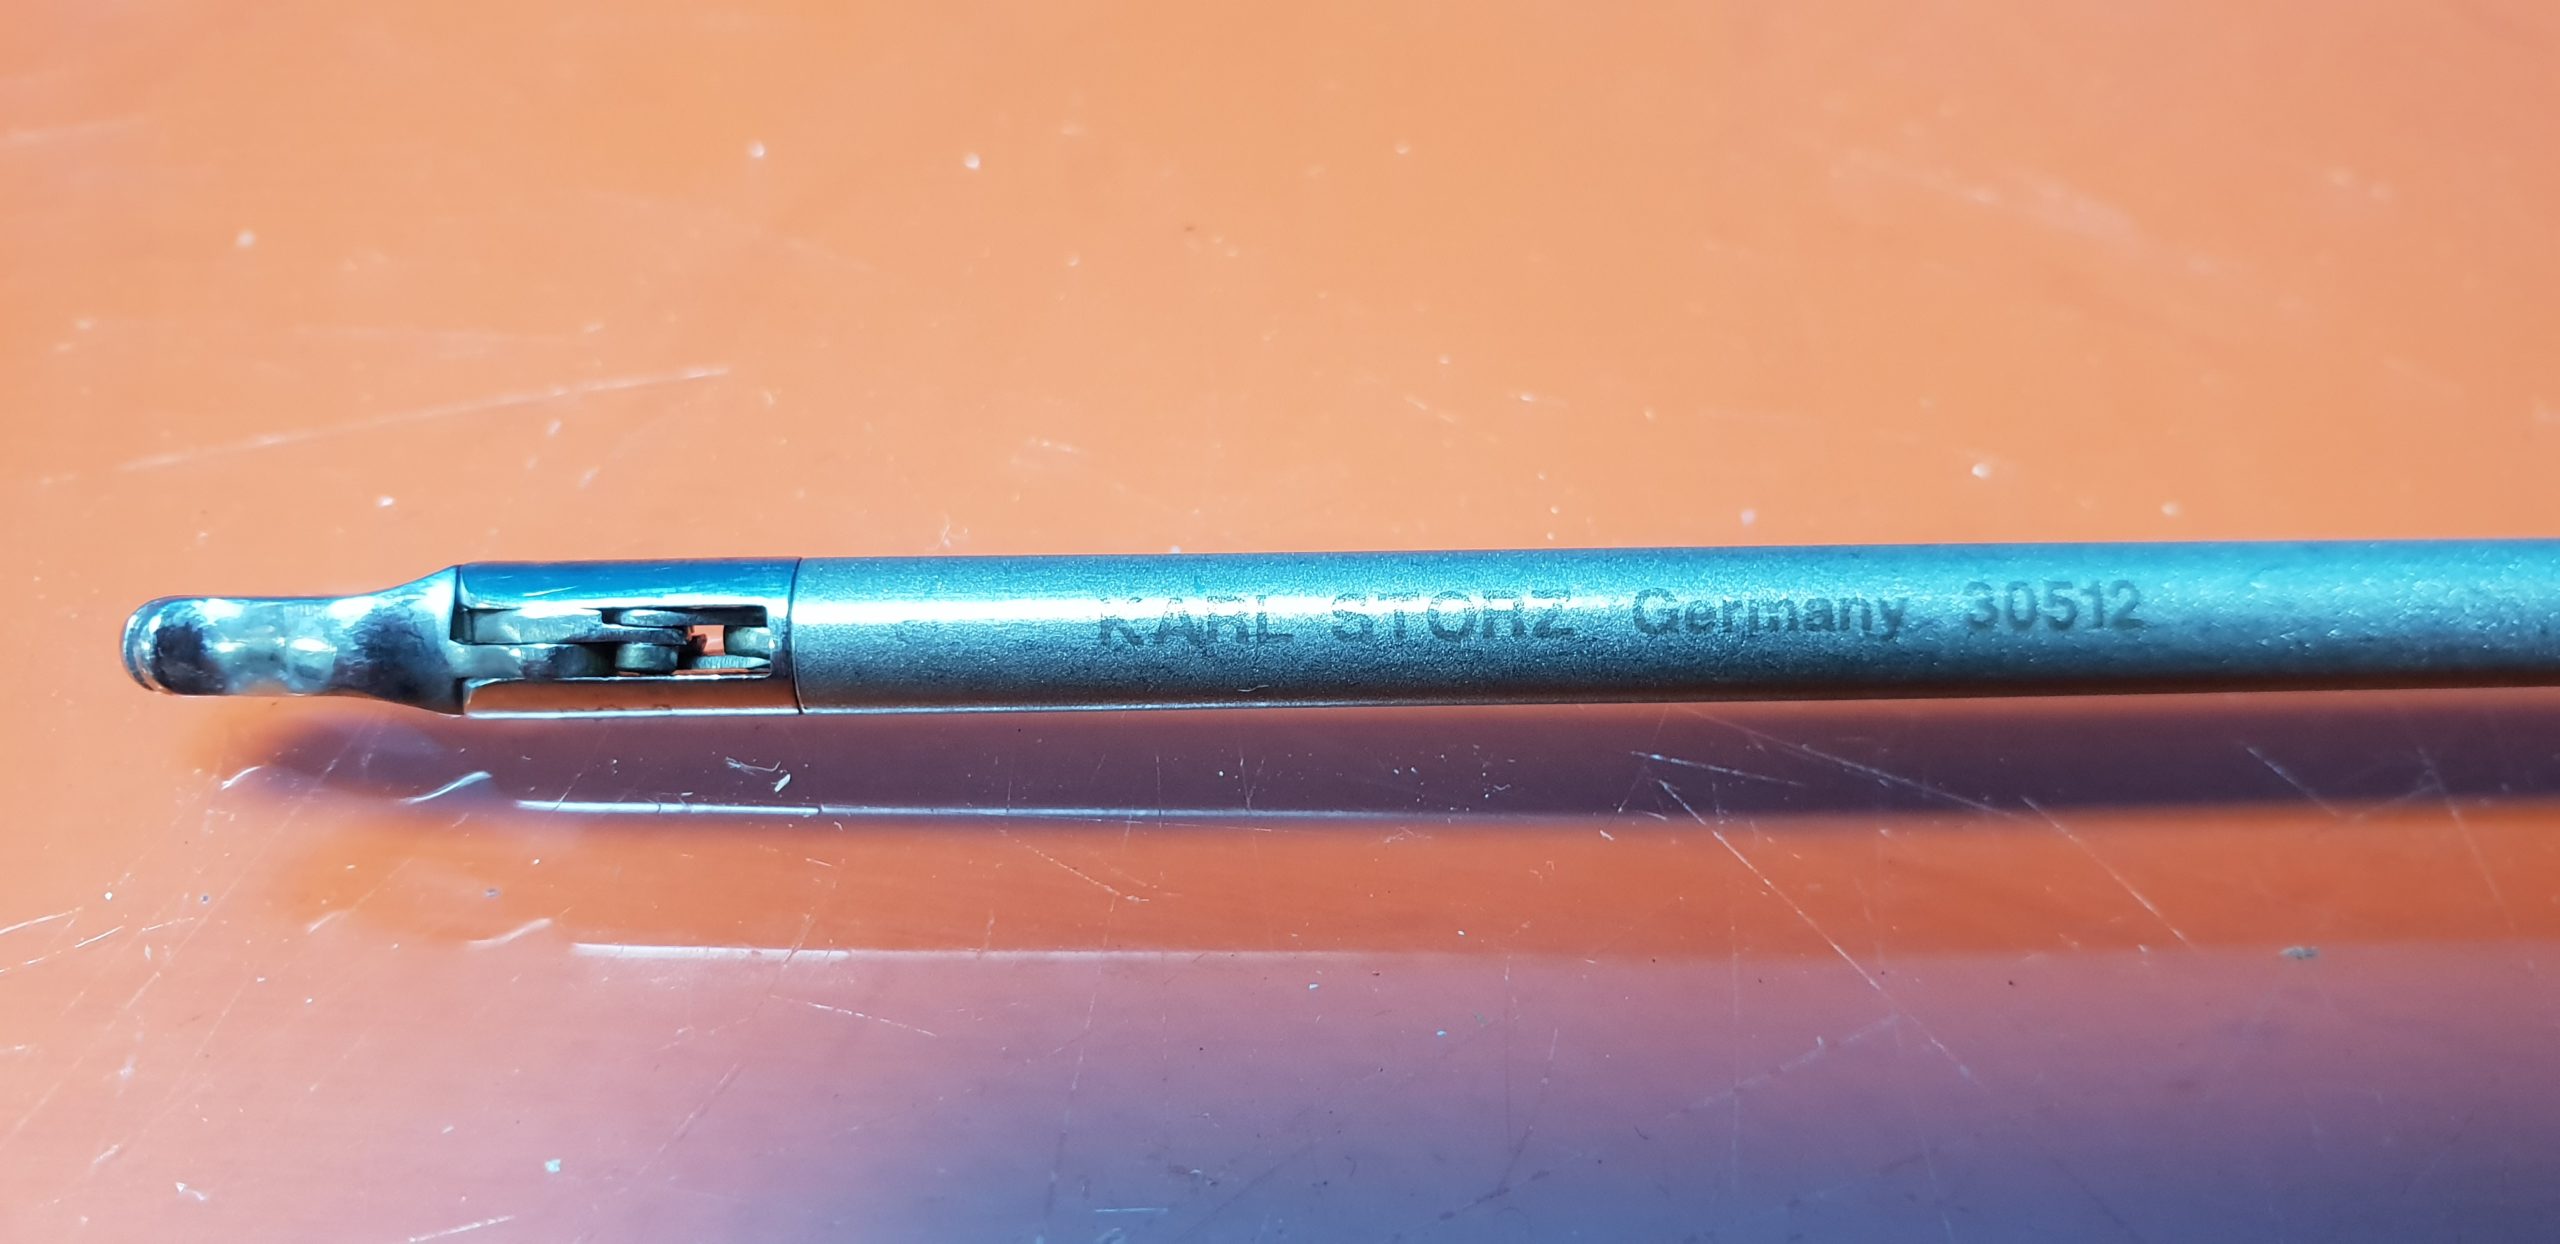 KARL STORZ Germany 30512